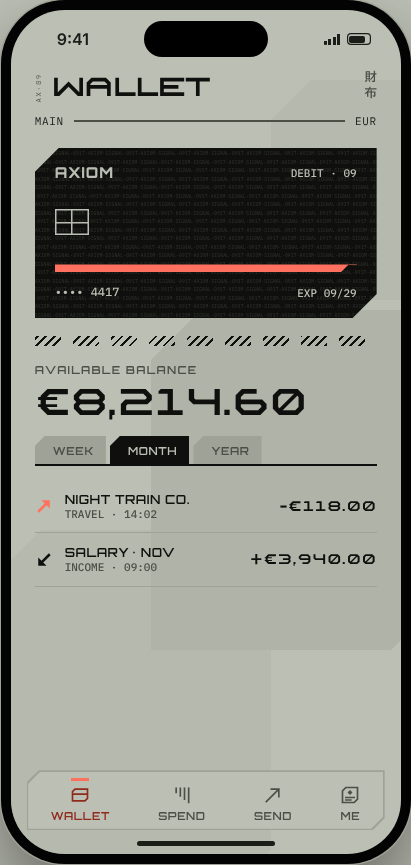 9:41
AX·09
WALLET
財布
MAIN
EUR
AXIOM
DEBIT · 09
•••• 4417
EXP 09/29
AVAILABLE BALANCE
€8,214.60
WEEK
MONTH
YEAR
NIGHT TRAIN CO.
-€118.00
TRAVEL · 14:02
SALARY · NOV
+€3,940.00
INCOME · 09:00
WALLET
SPEND
SEND
ME